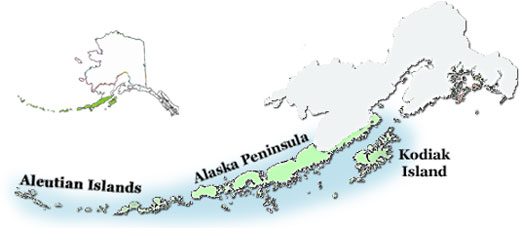 Alaska Peninsula
Kodiak
Island
Aleutian Islands